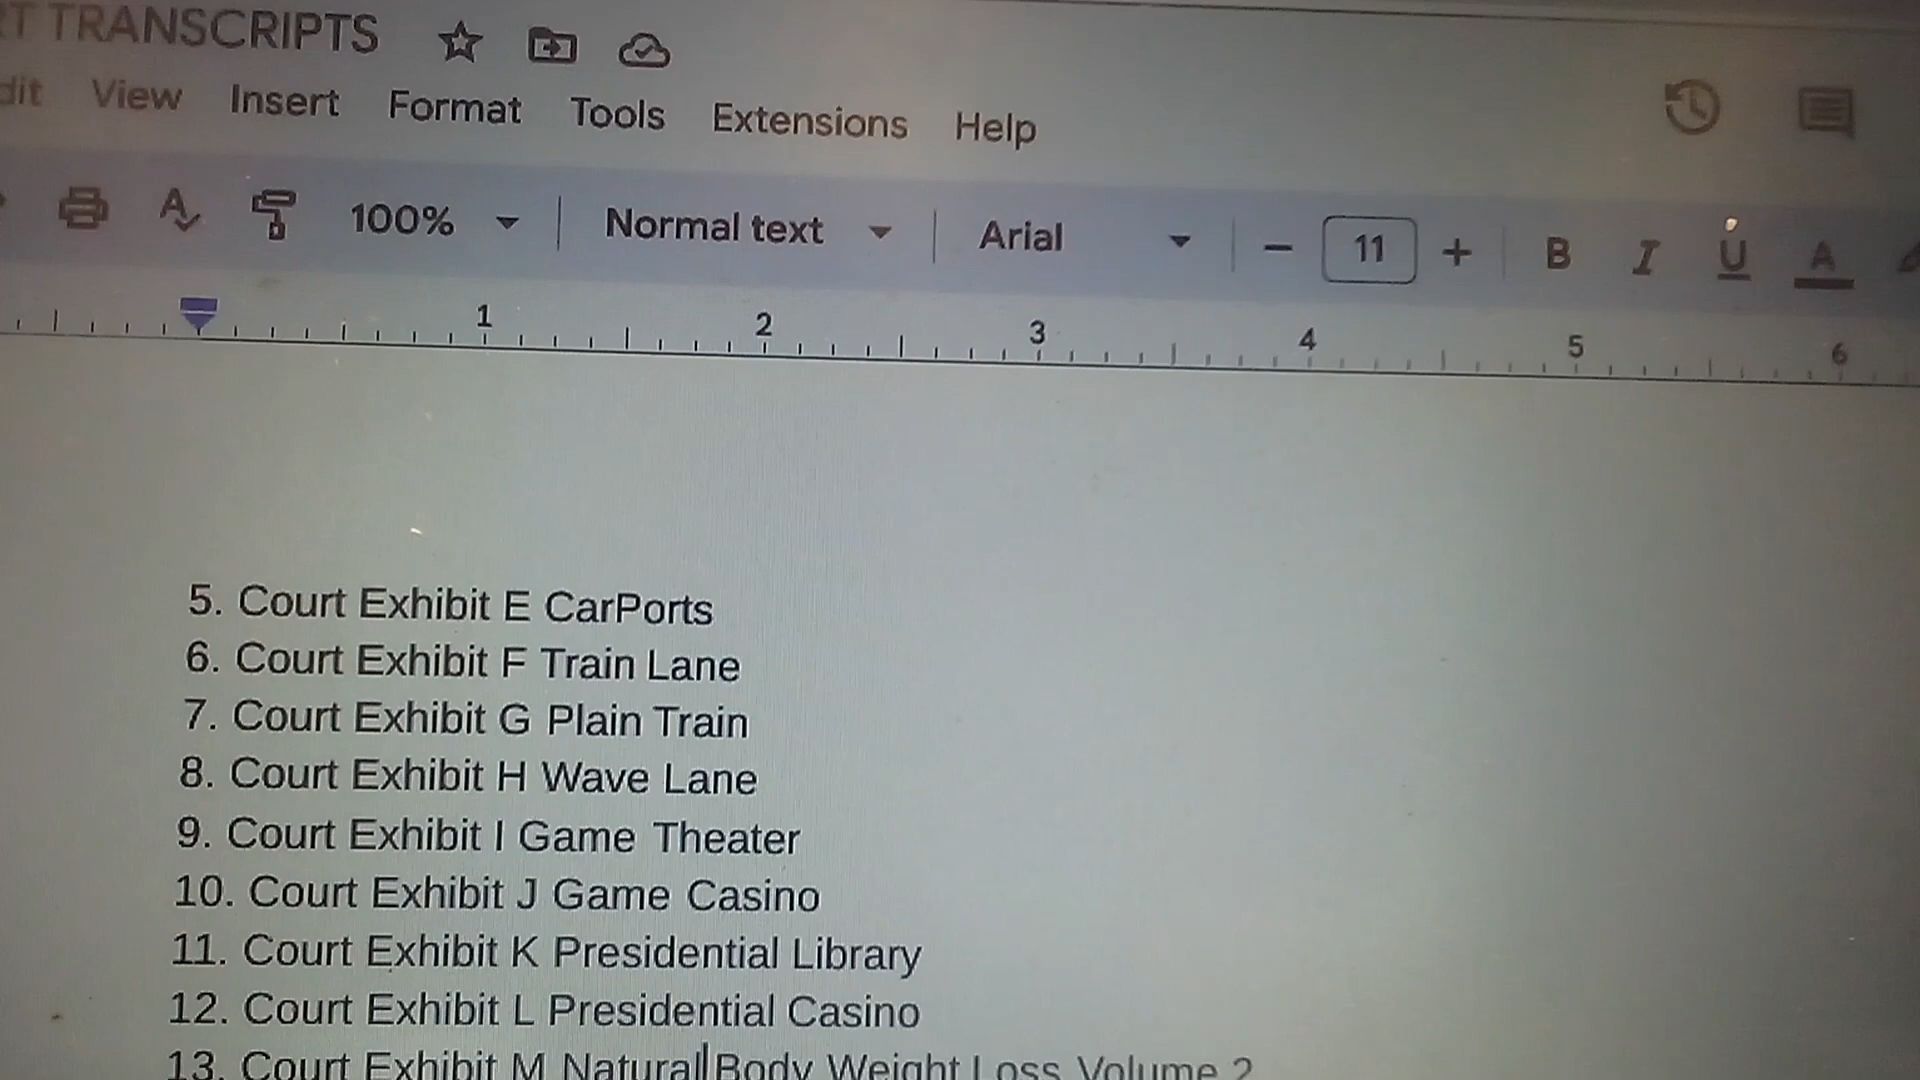 T TRANSCRIPTS
dit View Insert Format Tools Extensions Help
100% Normal text Arial − 11 + B I U A
1 2 3 4 5 6
5. Court Exhibit E CarPorts
6. Court Exhibit F Train Lane
7. Court Exhibit G Plain Train
8. Court Exhibit H Wave Lane
9. Court Exhibit I Game Theater
10. Court Exhibit J Game Casino
11. Court Exhibit K Presidential Library
12. Court Exhibit L Presidential Casino
13. Court Exhibit M Natural Body Weight Loss Volume 2